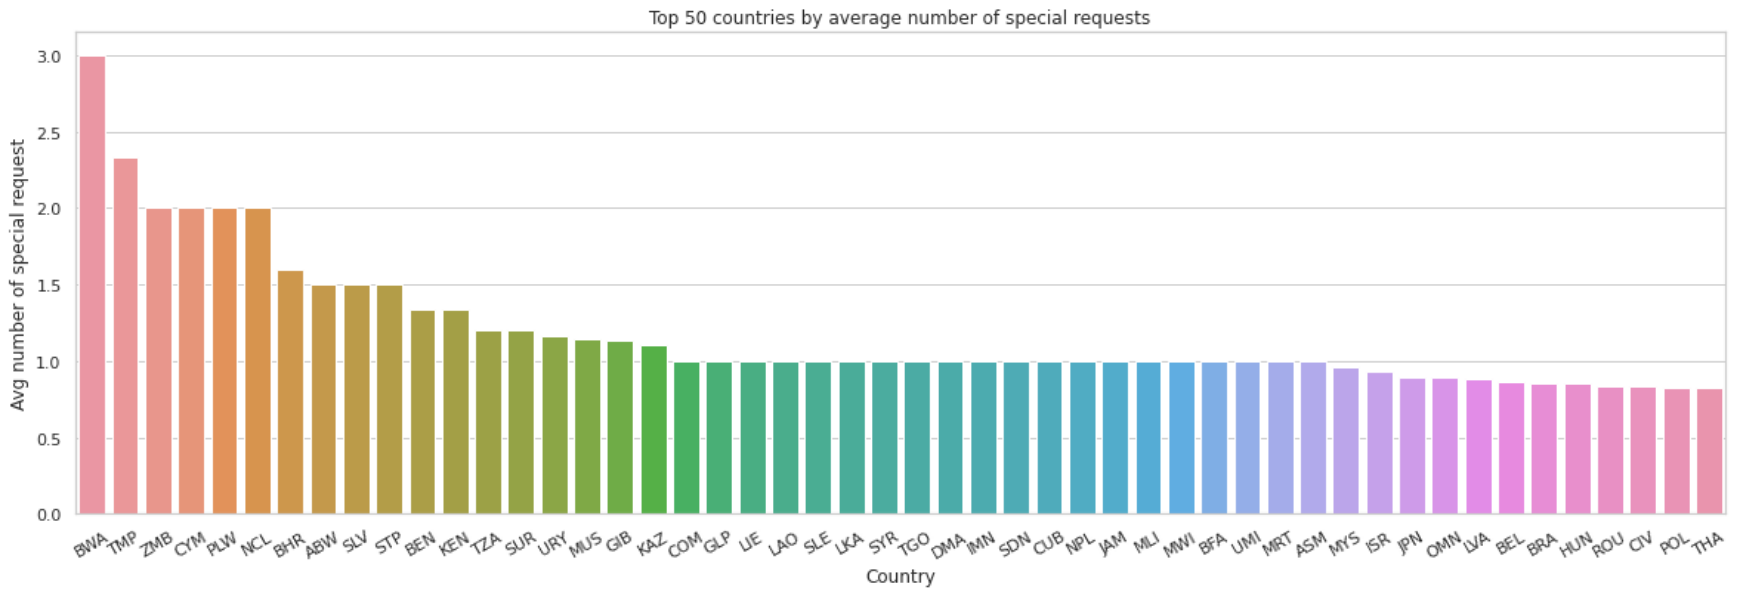 Top 50 countries by average number of special requests
Avg number of special request
3.0
2.5
2.0
1.5
1.0
0.5
0.0
BWA TMP ZMB CYM PLW NCL BHR ABW SLV STP BEN KEN TZA SUR URY MUS GIB KAZ COM GLP LIE LAO SLE LKA SYR TGO DMA IMN SDN CUB NPL JAM MLI MWI BFA UMI MRT ASM MYS ISR JPN OMN LVA BEL BRA HUN ROU CIV POL THA
Country